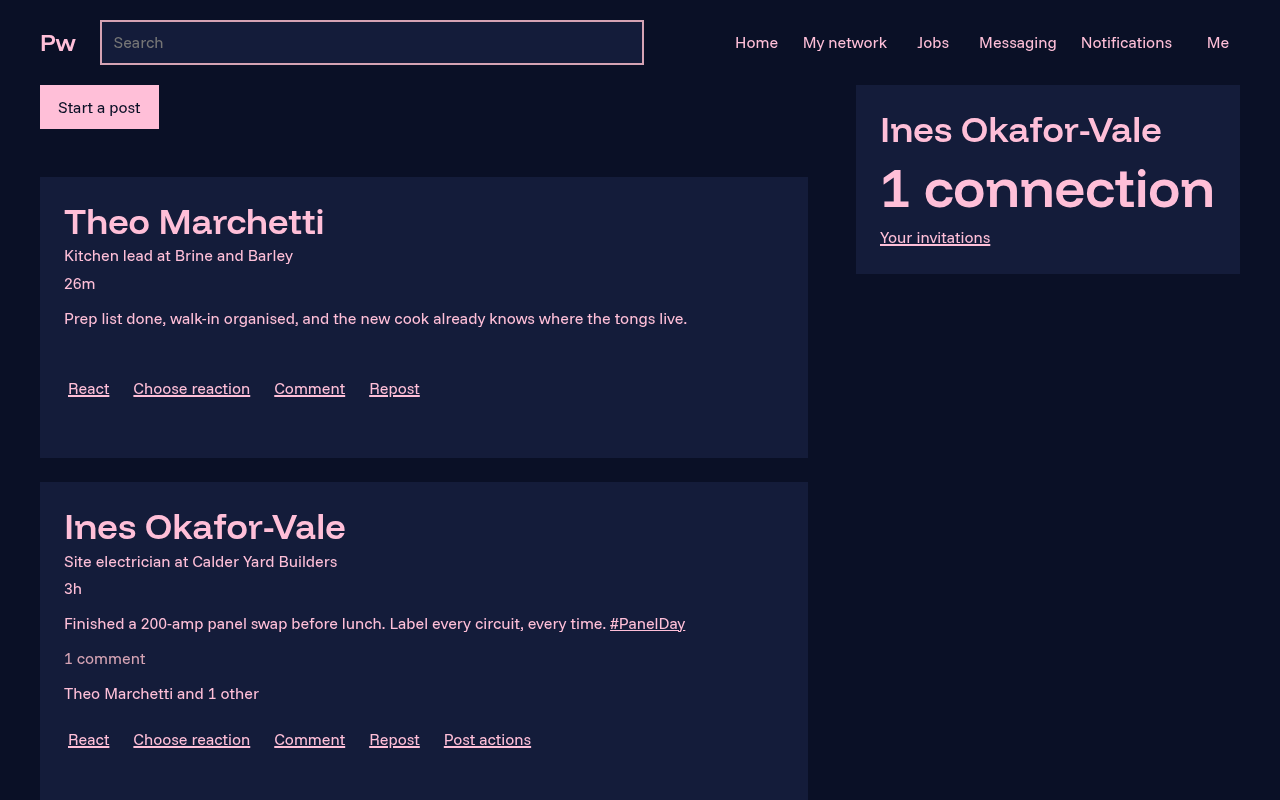 Pw
Search
Home
My network
Jobs
Messaging
Notifications
Me
Start a post
Theo Marchetti
Kitchen lead at Brine and Barley
26m
Prep list done, walk-in organised, and the new cook already knows where the tongs live.
React
Choose reaction
Comment
Repost
Ines Okafor-Vale
Site electrician at Calder Yard Builders
3h
Finished a 200-amp panel swap before lunch. Label every circuit, every time. #PanelDay
1 comment
Theo Marchetti and 1 other
React
Choose reaction
Comment
Repost
Post actions
Ines Okafor-Vale
1 connection
Your invitations